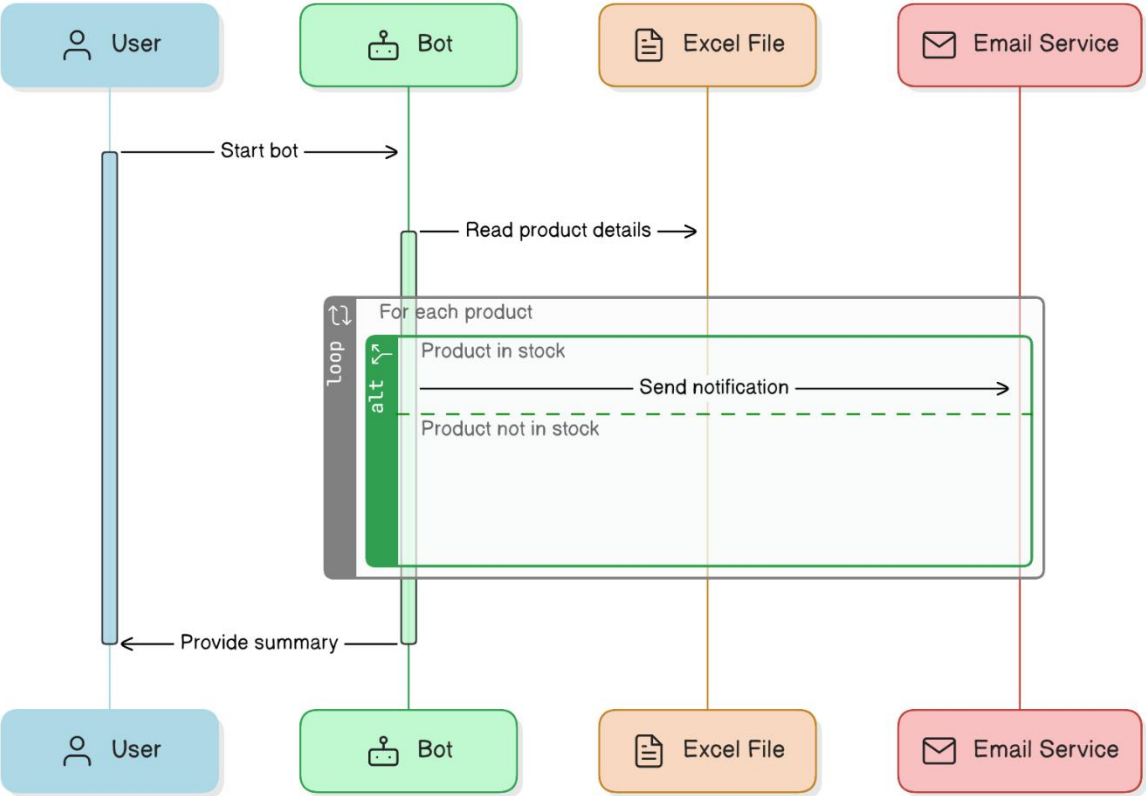 User
Bot
Excel File
Email Service
Start bot
Read product details
loop
For each product
alt
Product in stock
Send notification
Product not in stock
Provide summary
User
Bot
Excel File
Email Service